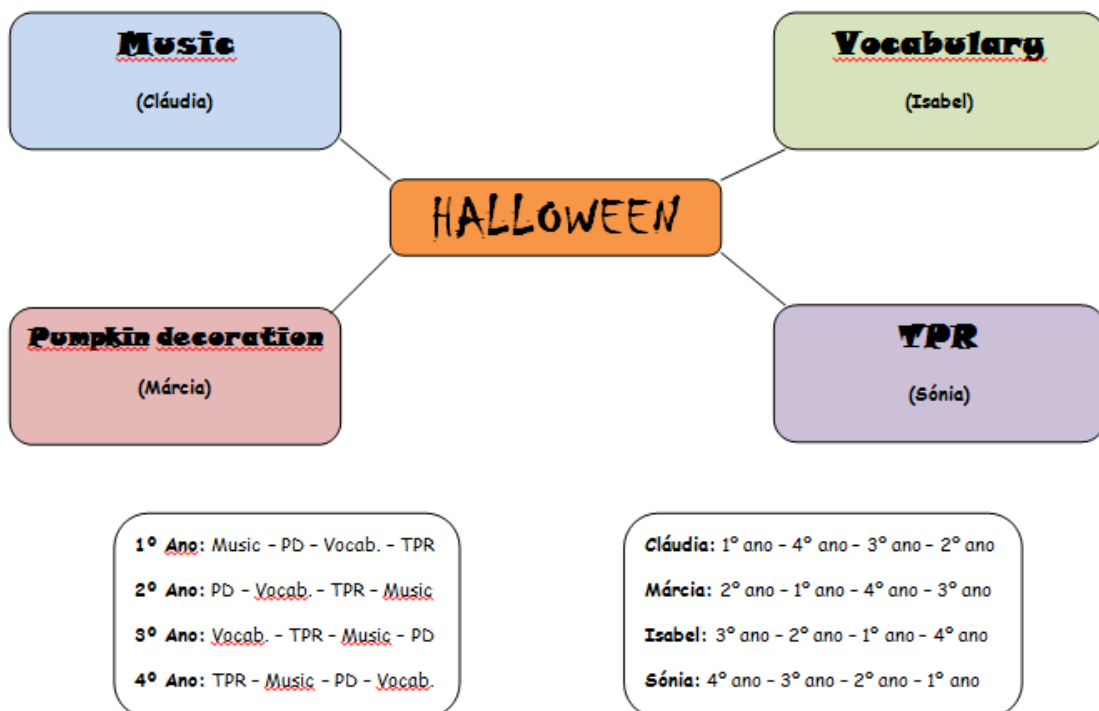 Music
(Cláudia)
Vocabulary
(Isabel)
HALLOWEEN
Pumpkin decoration
(Márcia)
TPR
(Sónia)
1º Ano: Music – PD – Vocab. – TPR
2º Ano: PD – Vocab. – TPR – Music
3º Ano: Vocab. – TPR – Music – PD
4º Ano: TPR – Music – PD – Vocab.
Cláudia: 1º ano – 4º ano – 3º ano – 2º ano
Márcia: 2º ano – 1º ano – 4º ano – 3º ano
Isabel: 3º ano – 2º ano – 1º ano – 4º ano
Sónia: 4º ano – 3º ano – 2º ano – 1º ano